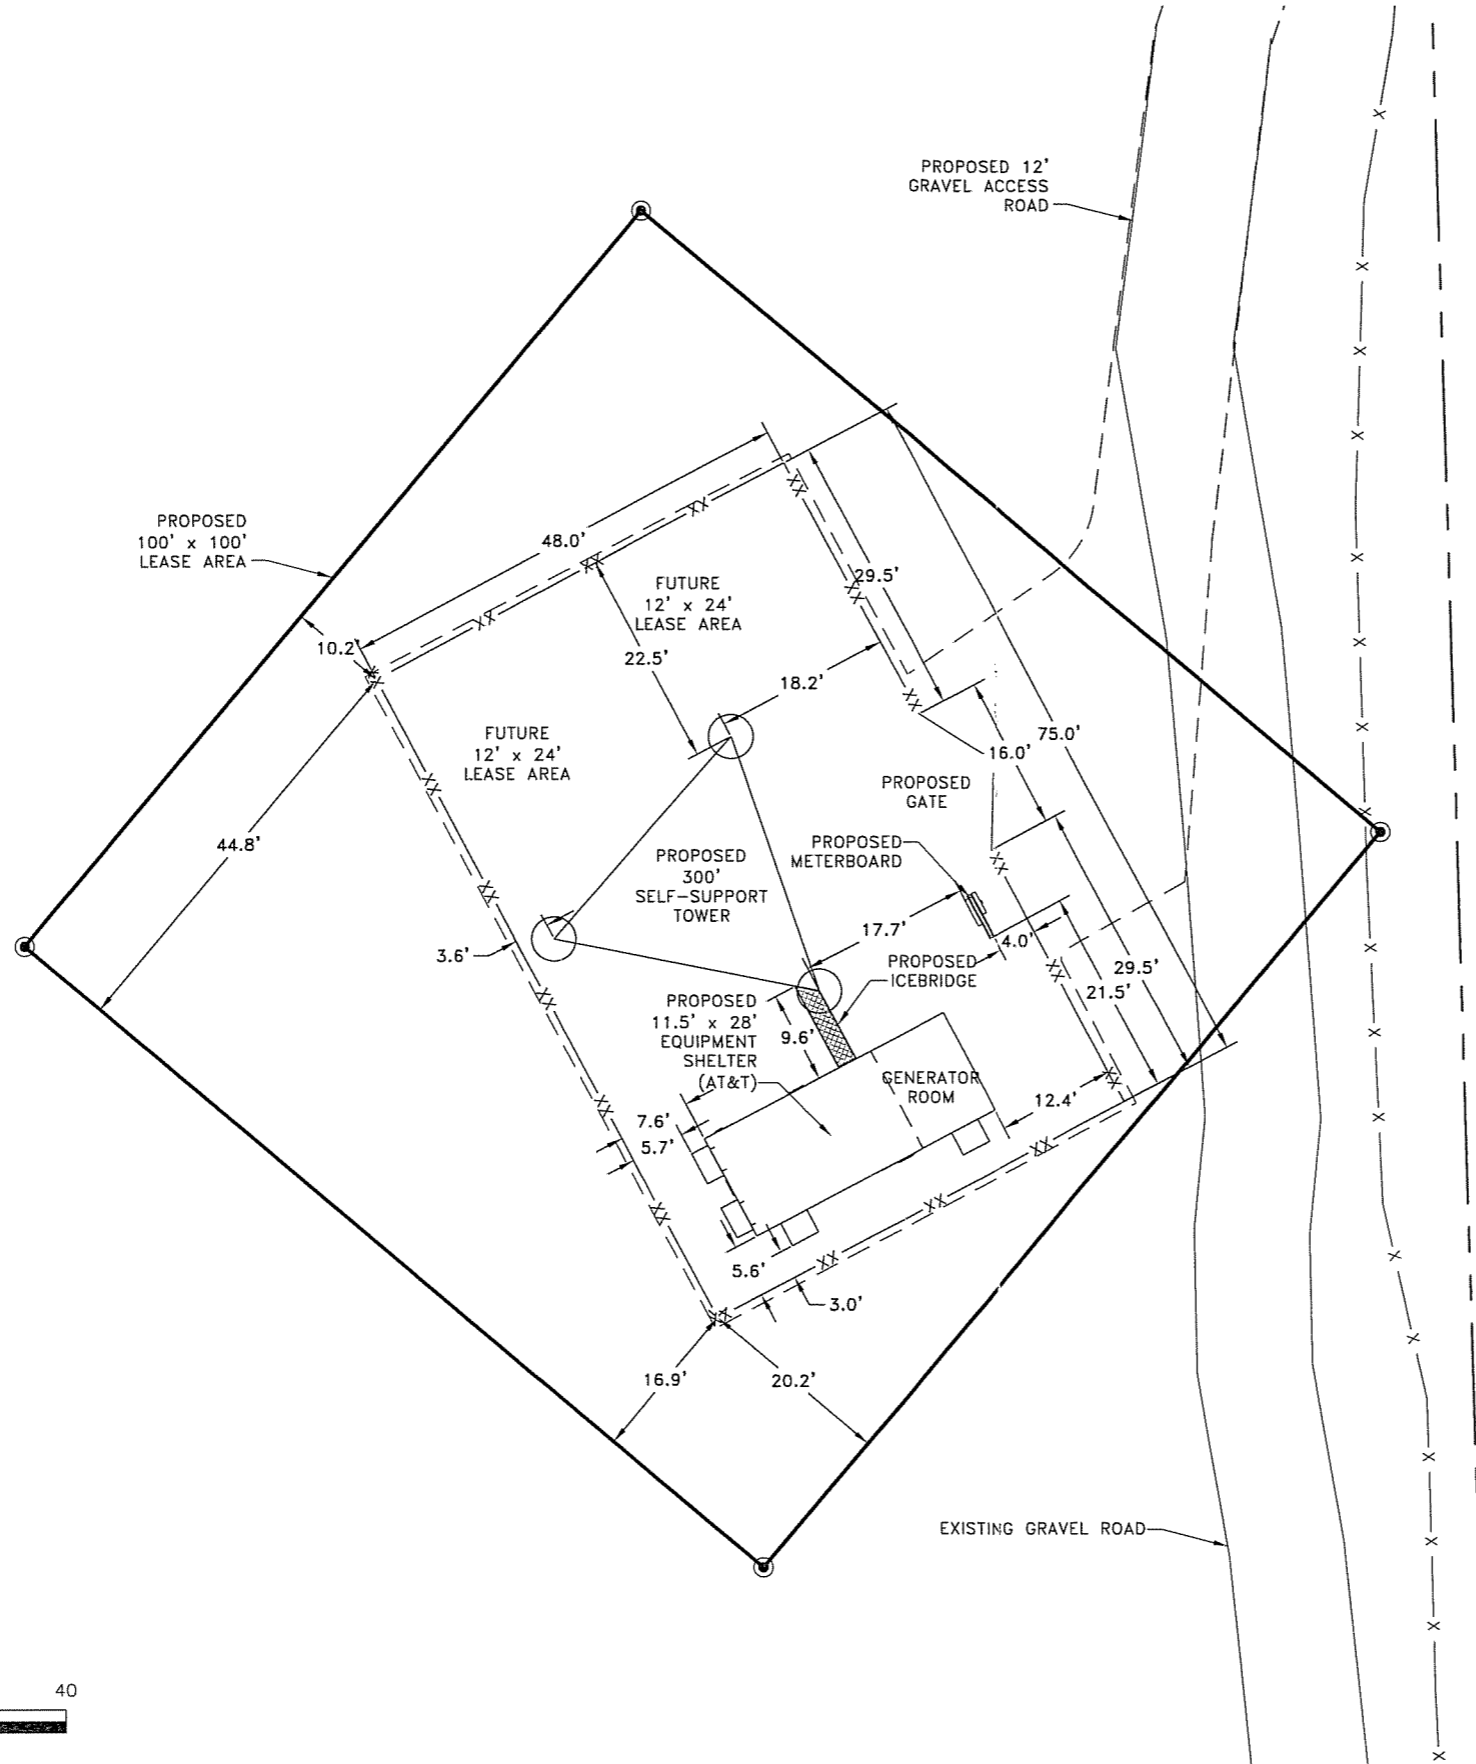 PROPOSED 12'
GRAVEL ACCESS
ROAD
PROPOSED
100' x 100'
LEASE AREA
48.0'
FUTURE
12' x 24'
LEASE AREA
29.5'
10.2'
22.5'
18.2'
FUTURE
12' x 24'
LEASE AREA
75.0'
16.0'
PROPOSED
GATE
44.8'
PROPOSED
METERBOARD
PROPOSED
300'
SELF-SUPPORT
TOWER
17.7'
4.0'
3.6'
PROPOSED
ICEBRIDGE
29.5'
21.5'
PROPOSED
11.5' x 28'
EQUIPMENT
SHELTER
(AT&T)
9.6'
GENERATOR
ROOM
12.4'
7.6'
5.7'
5.6'
3.0'
16.9'
20.2'
EXISTING GRAVEL ROAD
40